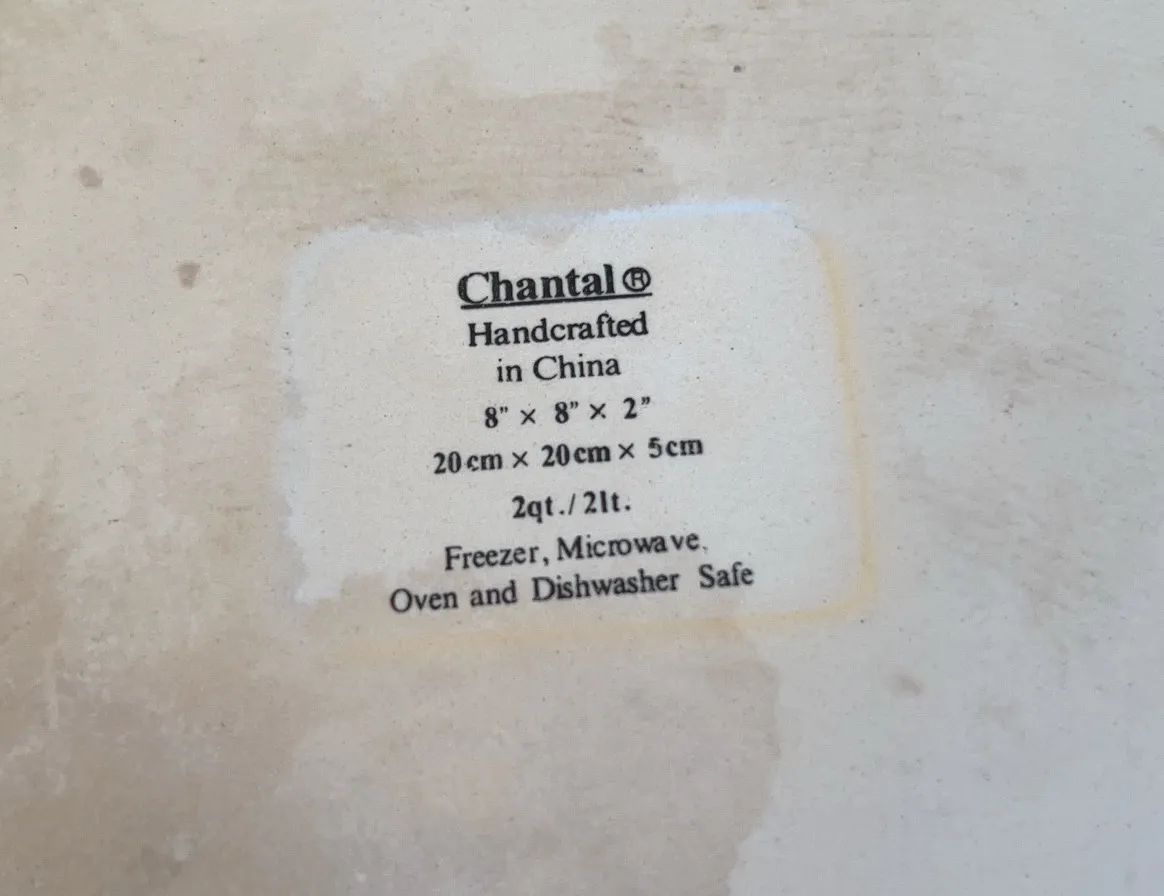 Chantal®
Handcrafted
in China
8” × 8” × 2”
20cm × 20cm × 5cm
2qt./2lt.
Freezer, Microwave,
Oven and Dishwasher Safe